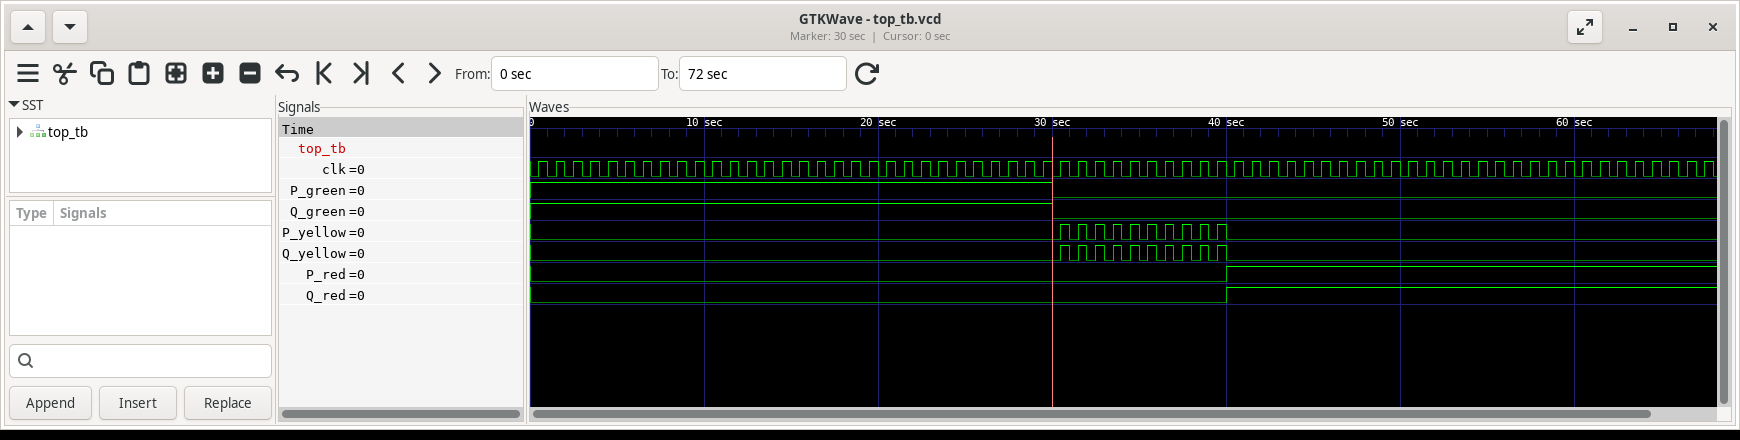 GTKWave - top_tb.vcd
Marker: 30 sec | Cursor: 0 sec
From: 0 sec To: 72 sec
SST
top_tb
Type Signals
Append Insert Replace
Signals
Time
top_tb
clk=0
P_green=0
Q_green=0
P_yellow=0
Q_yellow=0
P_red=0
Q_red=0
Waves
0 10 sec 20 sec 30 sec 40 sec 50 sec 60 sec